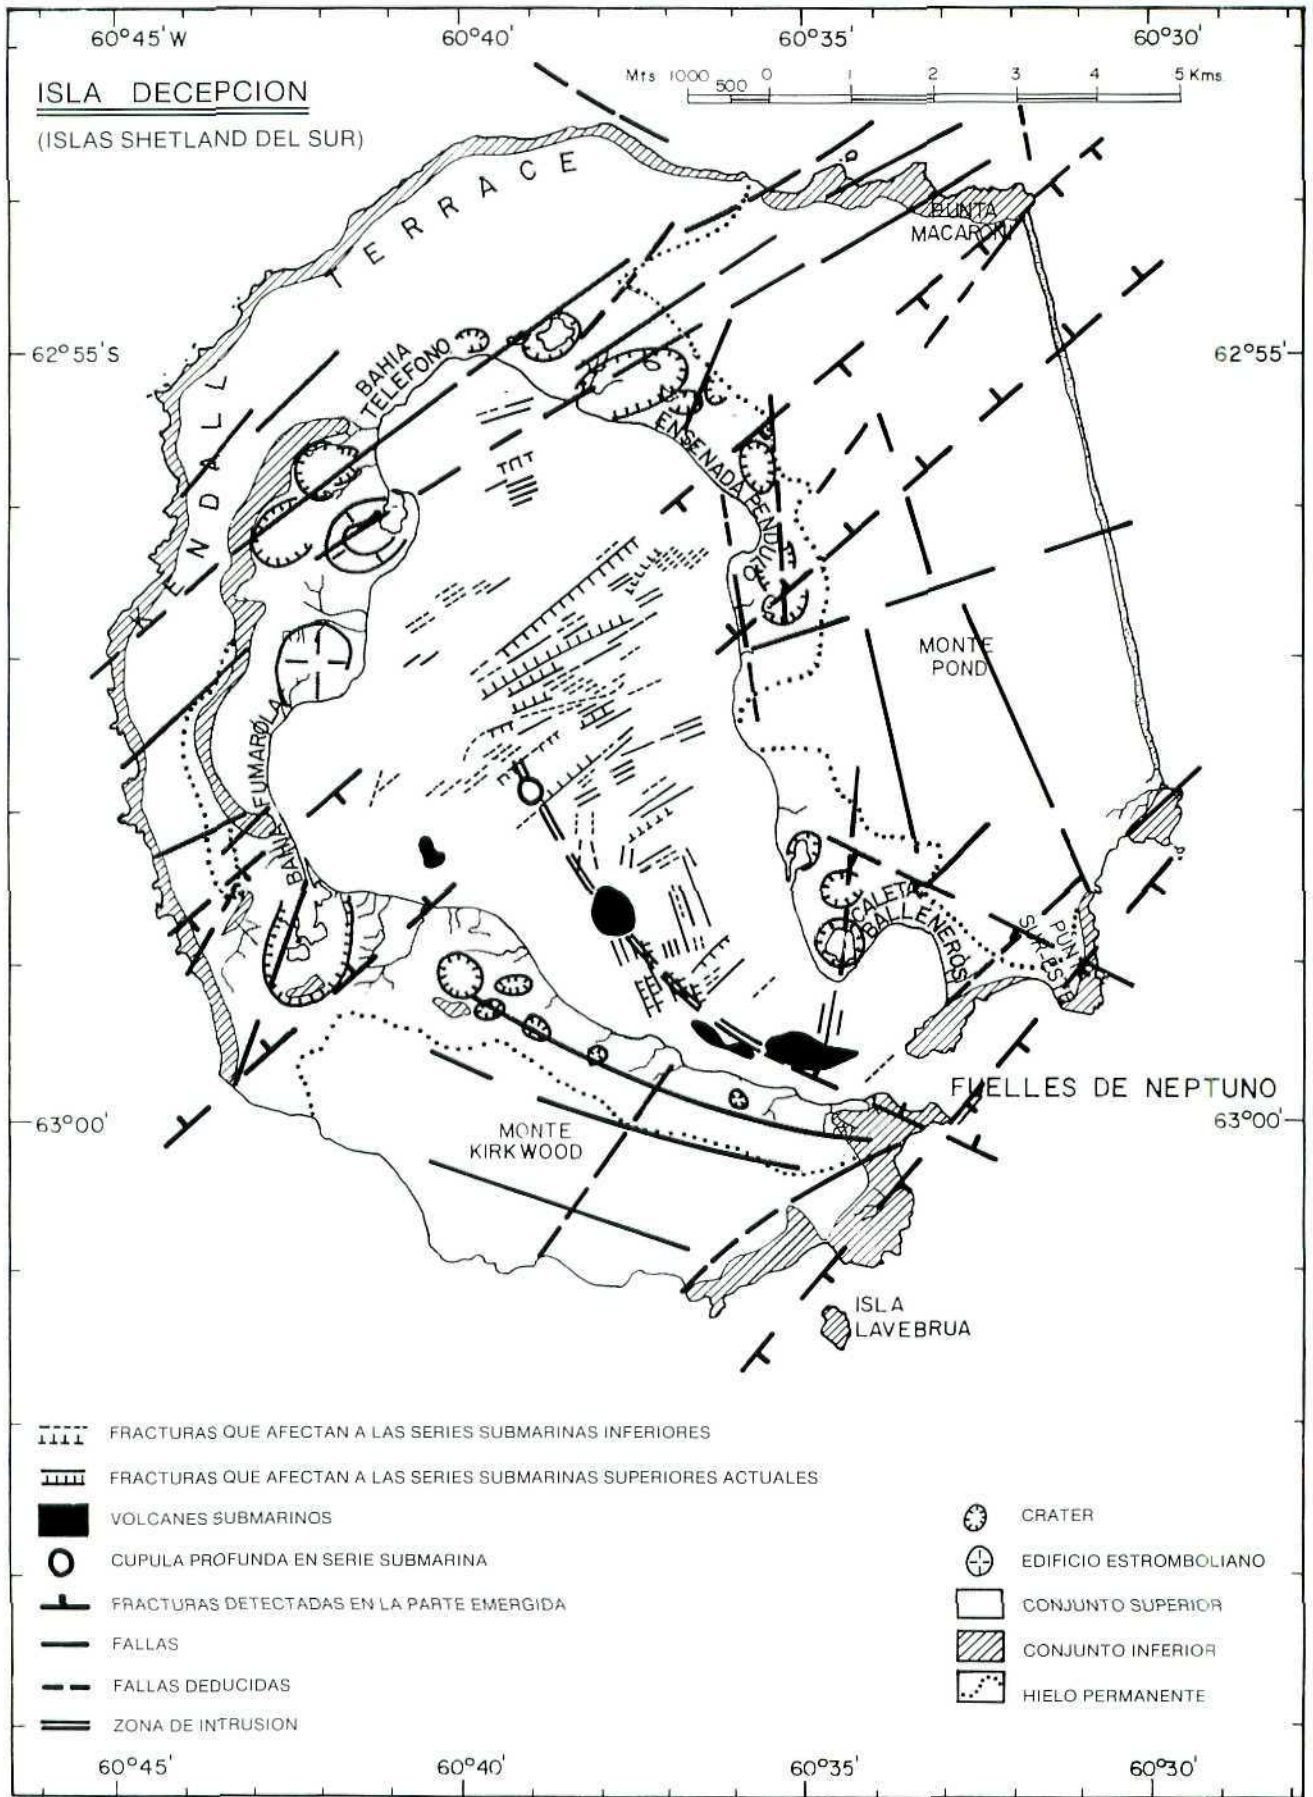 60°45'W 60°40' 60°35' 60°30'
ISLA DECEPCION
(ISLAS SHETLAND DEL SUR)
Mts 1000 500 0 1 2 3 4 5 Kms.
KENDALL TERRACE
PUNTA
MACARONI
62°55'S
62°55'
BAHIA
TELEFONO
ENSENADA PENDULO
MONTE
POND
BAHIA FUMAROLA
CALETA
BALLENEROS
PUNTA
FUELLES DE NEPTUNO
63°00'
63°00'
MONTE
KIRKWOOD
ISLA
LAVEBRUA
FRACTURAS QUE AFECTAN A LAS SERIES SUBMARINAS INFERIORES
FRACTURAS QUE AFECTAN A LAS SERIES SUBMARINAS SUPERIORES ACTUALES
VOLCANES SUBMARINOS
CUPULA PROFUNDA EN SERIE SUBMARINA
FRACTURAS DETECTADAS EN LA PARTE EMERGIDA
FALLAS
FALLAS DEDUCIDAS
ZONA DE INTRUSION
CRATER
EDIFICIO ESTROMBOLIANO
CONJUNTO SUPERIOR
CONJUNTO INFERIOR
HIELO PERMANENTE
60°45' 60°40' 60°35' 60°30'